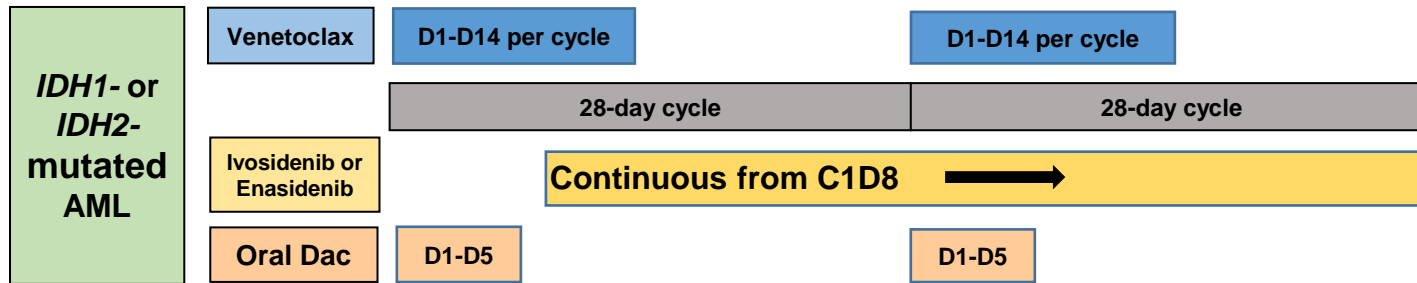 IDH1- or
IDH2-
mutated
AML
Venetoclax
D1-D14 per cycle
D1-D14 per cycle
28-day cycle
28-day cycle
Ivosidenib or
Enasidenib
Continuous from C1D8
Oral Dac
D1-D5
D1-D5